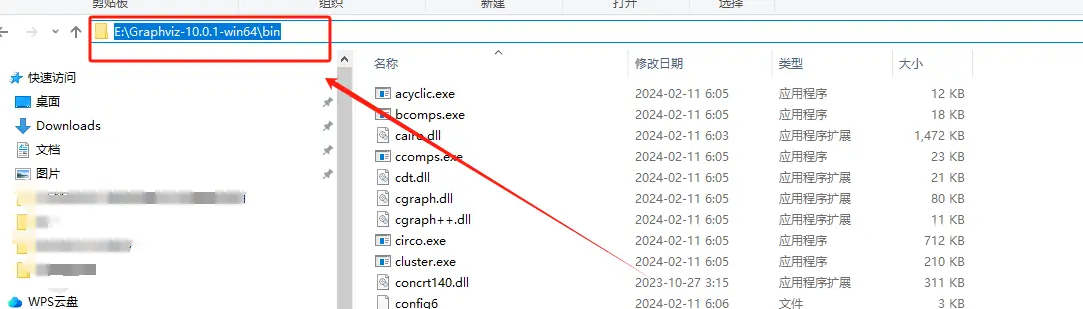 剪贴板 组织 新建 打开 选择
E:\Graphviz-10.0.1-win64\bin
名称 修改日期 类型 大小
快速访问
桌面
Downloads
文档
图片
WPS云盘
acyclic.exe 2024-02-11 6:05 应用程序 12 KB
bcomps.exe 2024-02-11 6:05 应用程序 18 KB
cairo.dll 2024-02-11 6:03 应用程序扩展 1,472 KB
ccomps.exe 2024-02-11 6:05 应用程序 23 KB
cdt.dll 2024-02-11 6:05 应用程序扩展 21 KB
cgraph.dll 2024-02-11 6:05 应用程序扩展 80 KB
cgraph++.dll 2024-02-11 6:05 应用程序扩展 11 KB
circo.exe 2024-02-11 6:05 应用程序 712 KB
cluster.exe 2024-02-11 6:05 应用程序 210 KB
concrt140.dll 2023-10-27 3:15 应用程序扩展 311 KB
config6 2024-02-11 6:06 文件 3 KB